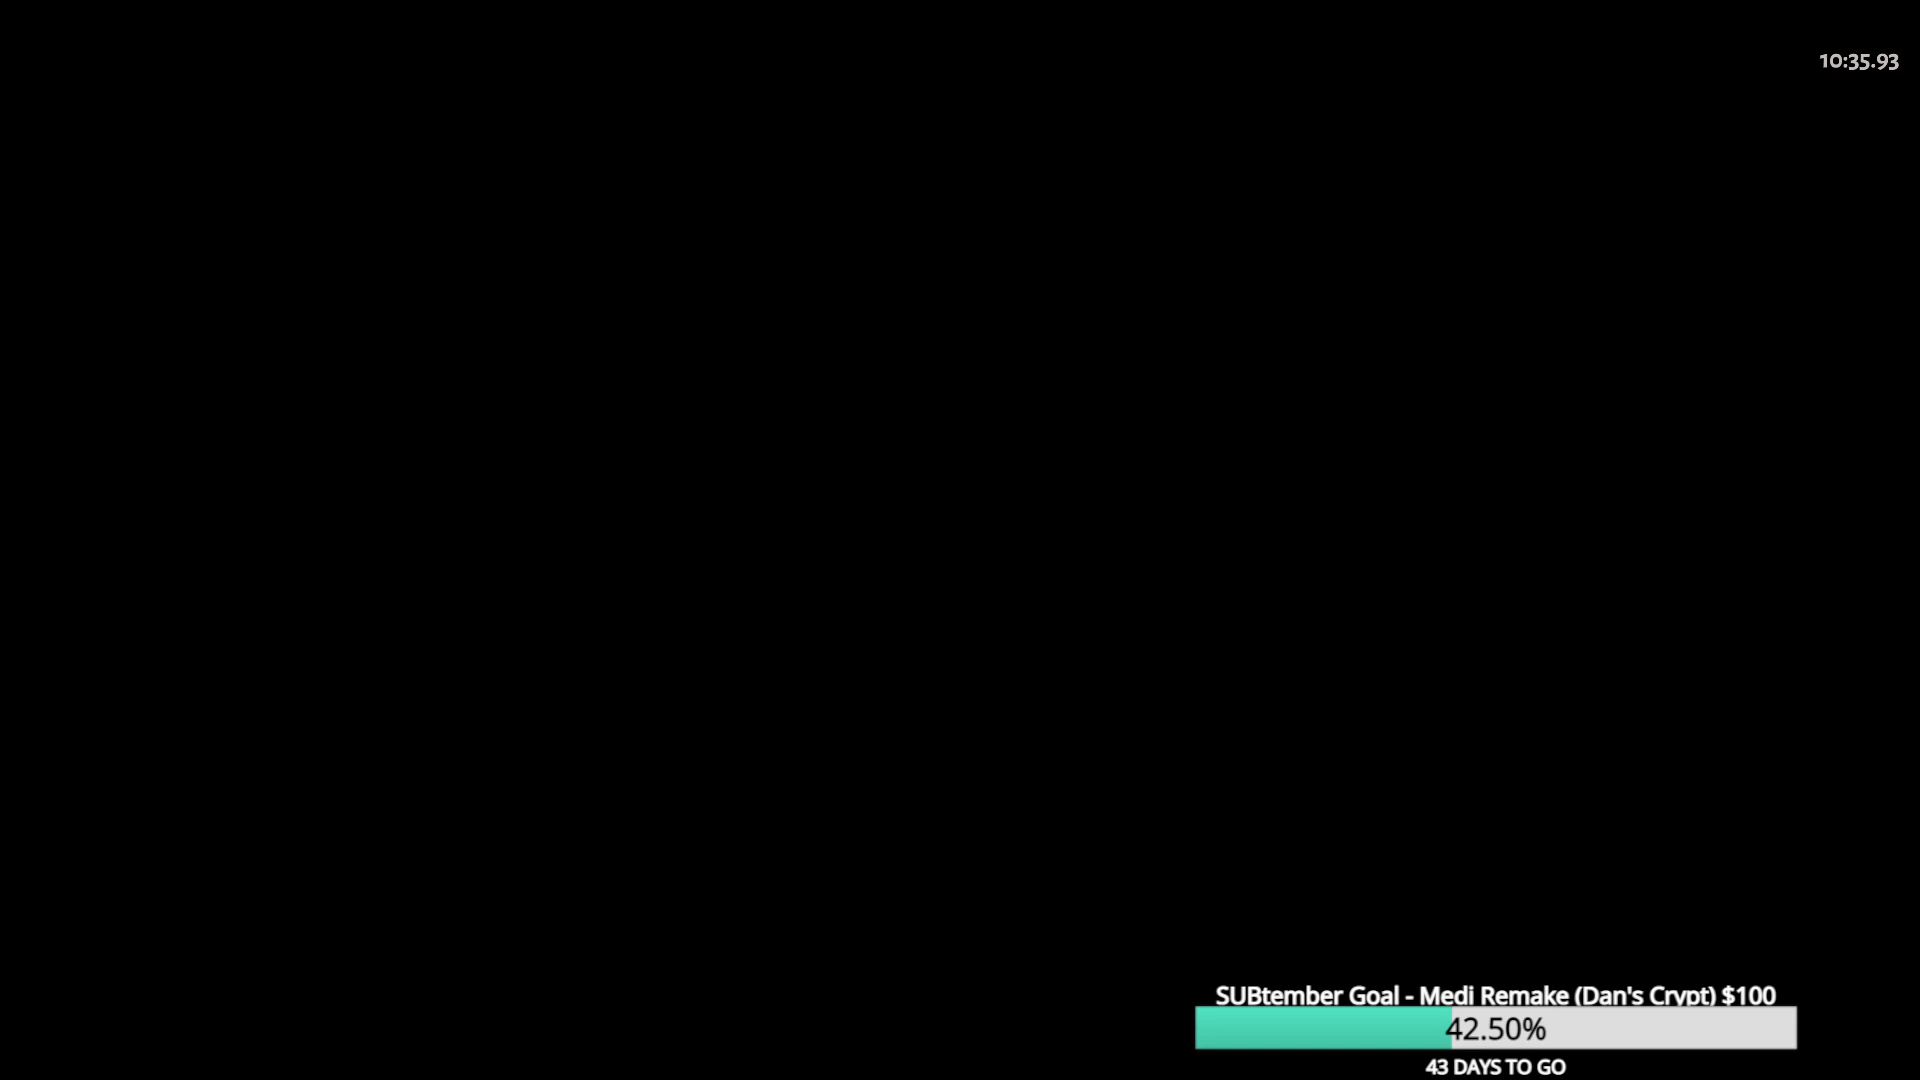 10:35.93
SUBtember Goal - Medi Remake (Dan's Crypt) $100
42.50%
43 DAYS TO GO